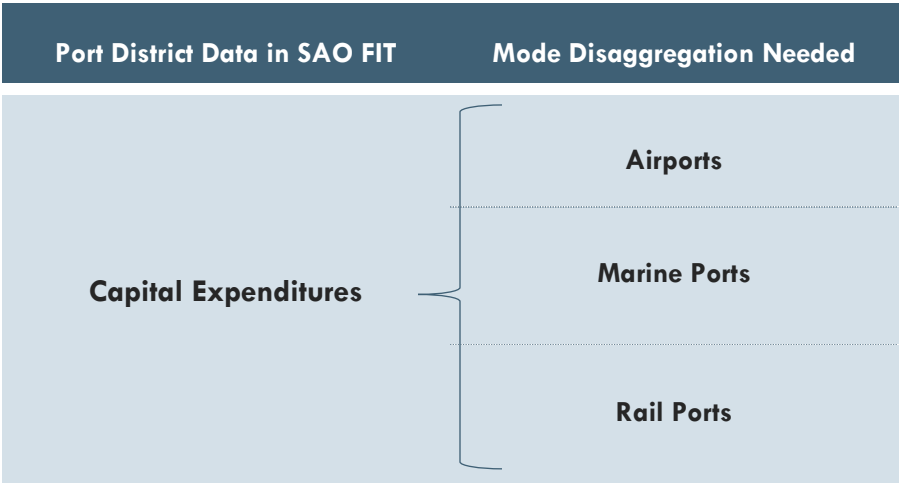 Port District Data in SAO FIT
Mode Disaggregation Needed
Capital Expenditures
Airports
Marine Ports
Rail Ports